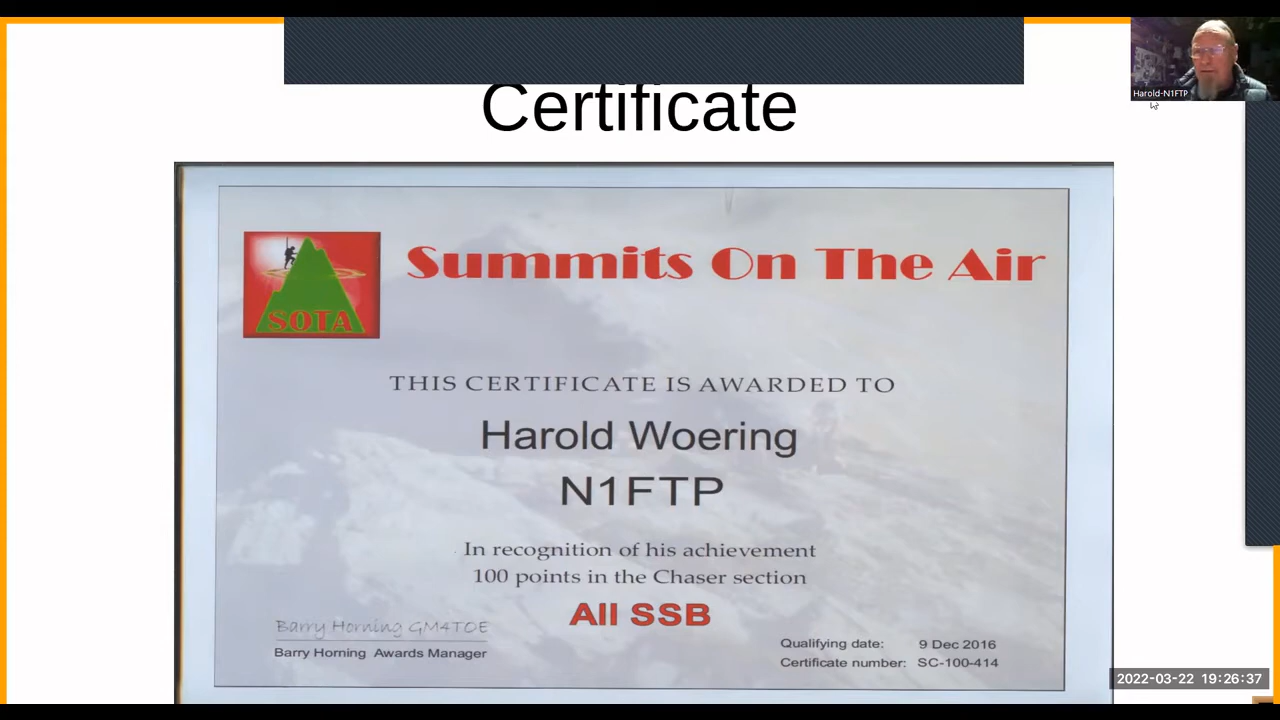 Certificate
Harold-N1FTP
Summits On The Air
SOTA
THIS CERTIFICATE IS AWARDED TO
Harold Woering
N1FTP
In recognition of his achievement
100 points in the Chaser section
All SSB
Barry Horning GM4TOE
Barry Horning Awards Manager
Qualifying date: 9 Dec 2016
Certificate number: SC-100-414
2022-03-22 19:26:37